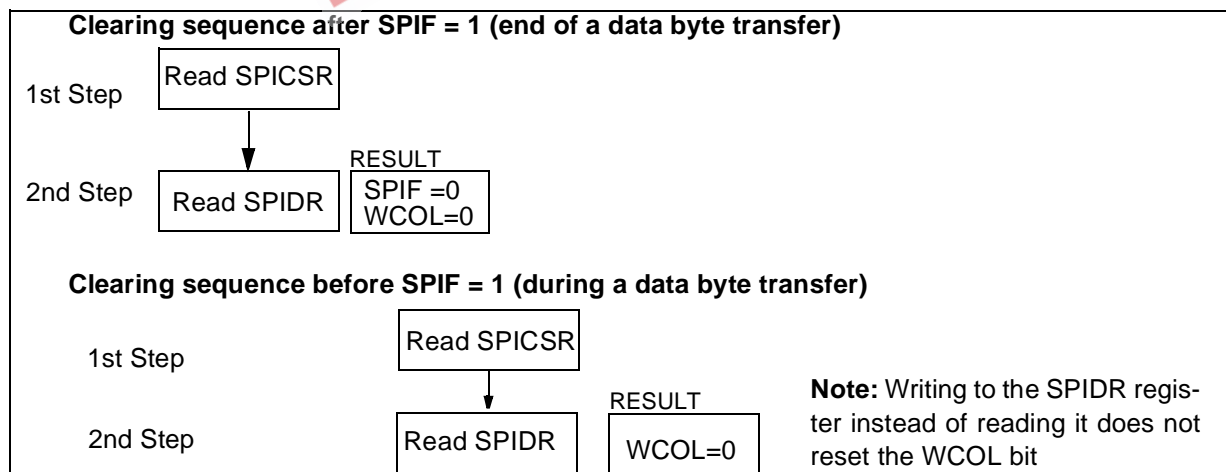 Clearing sequence after SPIF = 1 (end of a data byte transfer)
1st Step
Read SPICSR
2nd Step
Read SPIDR
RESULT
SPIF =0
WCOL=0
Clearing sequence before SPIF = 1 (during a data byte transfer)
1st Step
Read SPICSR
2nd Step
Read SPIDR
RESULT
WCOL=0
Note: Writing to the SPIDR regis-
ter instead of reading it does not
reset the WCOL bit